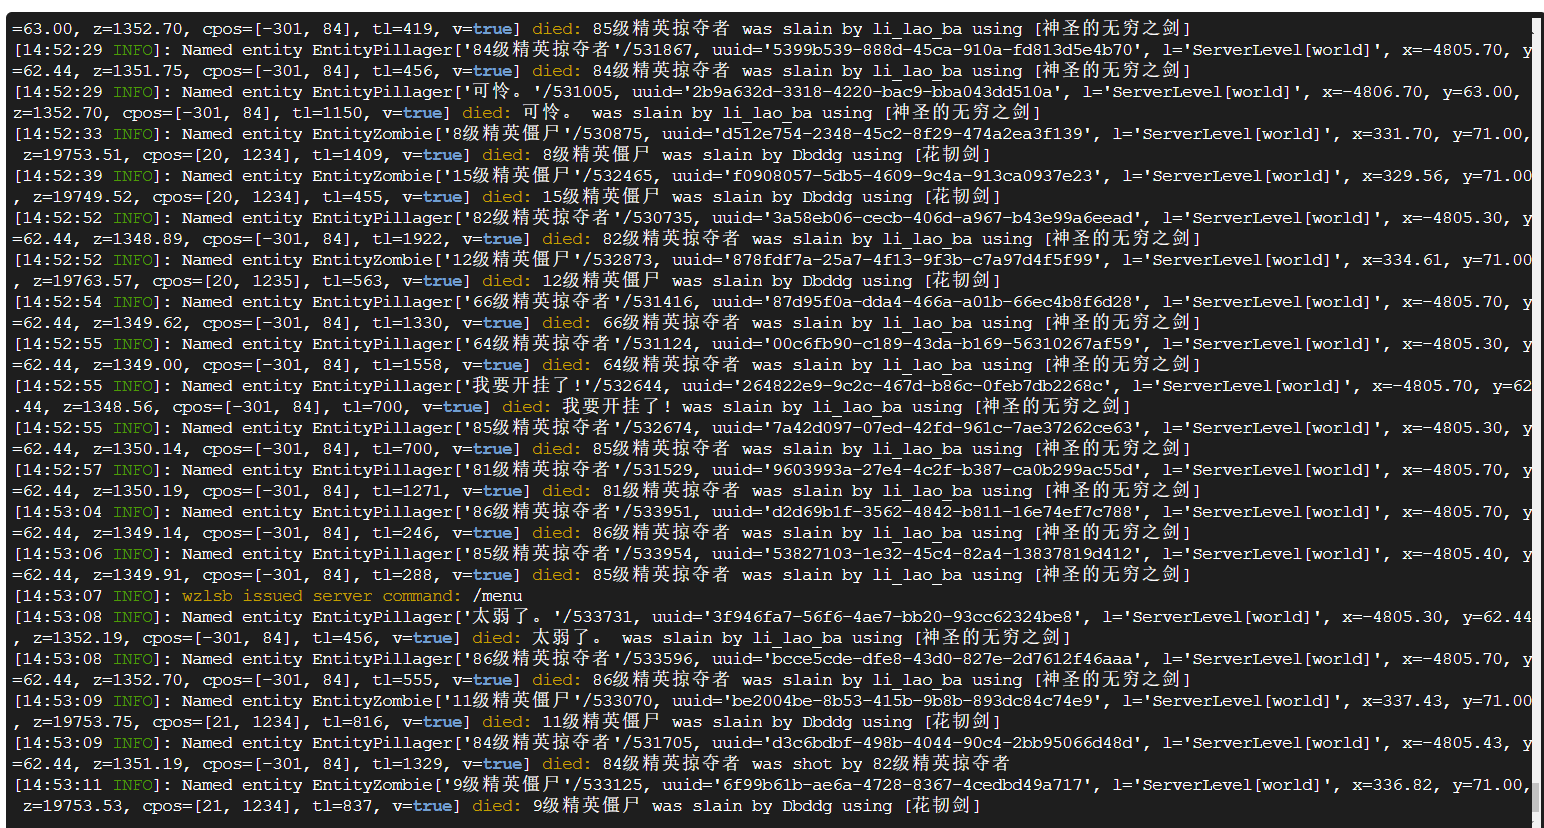 =63.00, z=1352.70, cpos=[-301, 84], tl=419, v=true] died: 85级精英掠夺者 was slain by li_lao_ba using [神圣的无穷之剑]
[14:52:29 INFO]: Named entity EntityPillager['84级精英掠夺者'/531867, uuid='5399b539-888d-45ca-910a-fd813d5e4b70', l='ServerLevel[world]', x=-4805.70, y
=62.44, z=1351.75, cpos=[-301, 84], tl=456, v=true] died: 84级精英掠夺者 was slain by li_lao_ba using [神圣的无穷之剑]
[14:52:29 INFO]: Named entity EntityPillager['可怜。'/531005, uuid='2b9a632d-3318-4220-bac9-bba043dd510a', l='ServerLevel[world]', x=-4806.70, y=63.00,
z=1352.70, cpos=[-301, 84], tl=1150, v=true] died: 可怜。 was slain by li_lao_ba using [神圣的无穷之剑]
[14:52:33 INFO]: Named entity EntityZombie['8级精英僵尸'/530875, uuid='d512e754-2348-45c2-8f29-474a2ea3f139', l='ServerLevel[world]', x=331.70, y=71.00,
z=19753.51, cpos=[20, 1234], tl=1409, v=true] died: 8级精英僵尸 was slain by Dbddg using [花韧剑]
[14:52:39 INFO]: Named entity EntityZombie['15级精英僵尸'/532465, uuid='f0908057-5db5-4609-9c4a-913ca0937e23', l='ServerLevel[world]', x=329.56, y=71.00
, z=19749.52, cpos=[20, 1234], tl=455, v=true] died: 15级精英僵尸 was slain by Dbddg using [花韧剑]
[14:52:52 INFO]: Named entity EntityPillager['82级精英掠夺者'/530735, uuid='3a58eb06-cecb-406d-a967-b43e99a6eead', l='ServerLevel[world]', x=-4805.30, y
=62.44, z=1348.89, cpos=[-301, 84], tl=1922, v=true] died: 82级精英掠夺者 was slain by li_lao_ba using [神圣的无穷之剑]
[14:52:52 INFO]: Named entity EntityZombie['12级精英僵尸'/532873, uuid='878fdf7a-25a7-4f13-9f3b-c7a97d4f5f99', l='ServerLevel[world]', x=334.61, y=71.00
, z=19763.57, cpos=[20, 1235], tl=563, v=true] died: 12级精英僵尸 was slain by Dbddg using [花韧剑]
[14:52:54 INFO]: Named entity EntityPillager['66级精英掠夺者'/531416, uuid='87d95f0a-dda4-466a-a01b-66ec4b8f6d28', l='ServerLevel[world]', x=-4805.70, y
=62.44, z=1349.62, cpos=[-301, 84], tl=1330, v=true] died: 66级精英掠夺者 was slain by li_lao_ba using [神圣的无穷之剑]
[14:52:55 INFO]: Named entity EntityPillager['64级精英掠夺者'/531124, uuid='00c6fb90-c189-43da-b169-56310267af59', l='ServerLevel[world]', x=-4805.30, y
=62.44, z=1349.00, cpos=[-301, 84], tl=1558, v=true] died: 64级精英掠夺者 was slain by li_lao_ba using [神圣的无穷之剑]
[14:52:55 INFO]: Named entity EntityPillager['我要开挂了!'/532644, uuid='264822e9-9c2c-467d-b86c-0feb7db2268c', l='ServerLevel[world]', x=-4805.70, y=62
.44, z=1348.56, cpos=[-301, 84], tl=700, v=true] died: 我要开挂了! was slain by li_lao_ba using [神圣的无穷之剑]
[14:52:55 INFO]: Named entity EntityPillager['85级精英掠夺者'/532674, uuid='7a42d097-07ed-42fd-961c-7ae37262ce63', l='ServerLevel[world]', x=-4805.30, y
=62.44, z=1350.14, cpos=[-301, 84], tl=700, v=true] died: 85级精英掠夺者 was slain by li_lao_ba using [神圣的无穷之剑]
[14:52:57 INFO]: Named entity EntityPillager['81级精英掠夺者'/531529, uuid='9603993a-27e4-4c2f-b387-ca0b299ac55d', l='ServerLevel[world]', x=-4805.70, y
=62.44, z=1350.19, cpos=[-301, 84], tl=1271, v=true] died: 81级精英掠夺者 was slain by li_lao_ba using [神圣的无穷之剑]
[14:53:04 INFO]: Named entity EntityPillager['86级精英掠夺者'/533951, uuid='d2d69b1f-3562-4842-b811-16e74ef7c788', l='ServerLevel[world]', x=-4805.70, y
=62.44, z=1349.14, cpos=[-301, 84], tl=246, v=true] died: 86级精英掠夺者 was slain by li_lao_ba using [神圣的无穷之剑]
[14:53:06 INFO]: Named entity EntityPillager['85级精英掠夺者'/533954, uuid='53827103-1e32-45c4-82a4-13837819d412', l='ServerLevel[world]', x=-4805.40, y
=62.44, z=1349.91, cpos=[-301, 84], tl=288, v=true] died: 85级精英掠夺者 was slain by li_lao_ba using [神圣的无穷之剑]
[14:53:07 INFO]: wzlsb issued server command: /menu
[14:53:08 INFO]: Named entity EntityPillager['太弱了。'/533731, uuid='3f946fa7-56f6-4ae7-bb20-93cc62324be8', l='ServerLevel[world]', x=-4805.30, y=62.44
, z=1352.19, cpos=[-301, 84], tl=456, v=true] died: 太弱了。 was slain by li_lao_ba using [神圣的无穷之剑]
[14:53:08 INFO]: Named entity EntityPillager['86级精英掠夺者'/533596, uuid='bcce5cde-dfe8-43d0-827e-2d7612f46aaa', l='ServerLevel[world]', x=-4805.70, y
=62.44, z=1352.70, cpos=[-301, 84], tl=555, v=true] died: 86级精英掠夺者 was slain by li_lao_ba using [神圣的无穷之剑]
[14:53:09 INFO]: Named entity EntityZombie['11级精英僵尸'/533070, uuid='be2004be-8b53-415b-9b8b-893dc84c74e9', l='ServerLevel[world]', x=337.43, y=71.00
, z=19753.75, cpos=[21, 1234], tl=816, v=true] died: 11级精英僵尸 was slain by Dbddg using [花韧剑]
[14:53:09 INFO]: Named entity EntityPillager['84级精英掠夺者'/531705, uuid='d3c6bdbf-498b-4044-90c4-2bb95066d48d', l='ServerLevel[world]', x=-4805.43, y
=62.44, z=1351.19, cpos=[-301, 84], tl=1329, v=true] died: 84级精英掠夺者 was shot by 82级精英掠夺者
[14:53:11 INFO]: Named entity EntityZombie['9级精英僵尸'/533125, uuid='6f99b61b-ae6a-4728-8367-4cedbd49a717', l='ServerLevel[world]', x=336.82, y=71.00,
z=19753.53, cpos=[21, 1234], tl=837, v=true] died: 9级精英僵尸 was slain by Dbddg using [花韧剑]